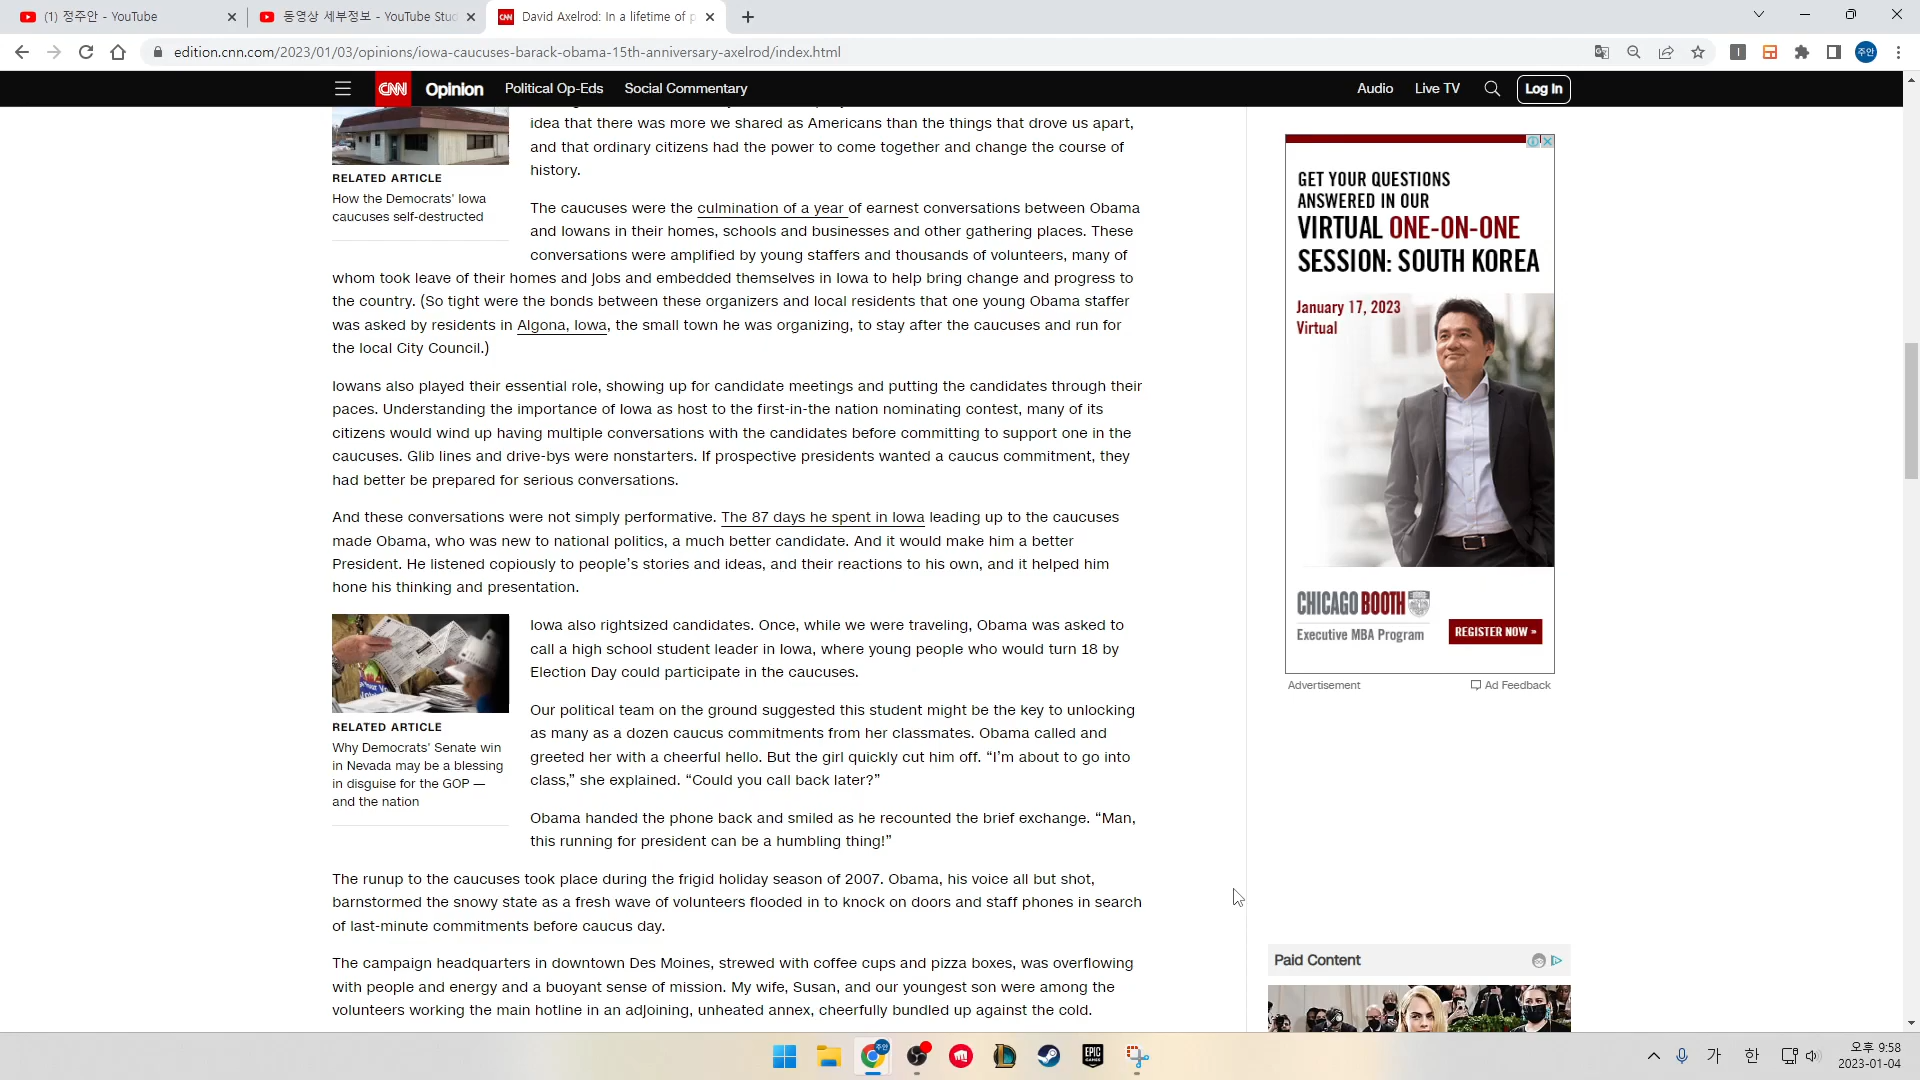 (1) 정주안 - YouTube
동영상 세부정보 - YouTube Stud
David Axelrod: In a lifetime of p
edition.cnn.com/2023/01/03/opinions/iowa-caucuses-barack-obama-15th-anniversary-axelrod/index.html
주안
CNN Opinion Political Op-Eds Social Commentary Audio Live TV Log In
idea that there was more we shared as Americans than the things that drove us apart,
and that ordinary citizens had the power to come together and change the course of
history.
RELATED ARTICLE
How the Democrats' Iowa
caucuses self-destructed
The caucuses were the culmination of a year of earnest conversations between Obama
and Iowans in their homes, schools and businesses and other gathering places. These
conversations were amplified by young staffers and thousands of volunteers, many of
whom took leave of their homes and jobs and embedded themselves in Iowa to help bring change and progress to
the country. (So tight were the bonds between these organizers and local residents that one young Obama staffer
was asked by residents in Algona, Iowa, the small town he was organizing, to stay after the caucuses and run for
the local City Council.)
Iowans also played their essential role, showing up for candidate meetings and putting the candidates through their
paces. Understanding the importance of Iowa as host to the first-in-the nation nominating contest, many of its
citizens would wind up having multiple conversations with the candidates before committing to support one in the
caucuses. Glib lines and drive-bys were nonstarters. If prospective presidents wanted a caucus commitment, they
had better be prepared for serious conversations.
And these conversations were not simply performative. The 87 days he spent in Iowa leading up to the caucuses
made Obama, who was new to national politics, a much better candidate. And it would make him a better
President. He listened copiously to people's stories and ideas, and their reactions to his own, and it helped him
hone his thinking and presentation.
RELATED ARTICLE
Why Democrats' Senate win
in Nevada may be a blessing
in disguise for the GOP —
and the nation
Iowa also rightsized candidates. Once, while we were traveling, Obama was asked to
call a high school student leader in Iowa, where young people who would turn 18 by
Election Day could participate in the caucuses.
Our political team on the ground suggested this student might be the key to unlocking
as many as a dozen caucus commitments from her classmates. Obama called and
greeted her with a cheerful hello. But the girl quickly cut him off. “I'm about to go into
class,” she explained. “Could you call back later?”
Obama handed the phone back and smiled as he recounted the brief exchange. “Man,
this running for president can be a humbling thing!”
The runup to the caucuses took place during the frigid holiday season of 2007. Obama, his voice all but shot,
barnstormed the snowy state as a fresh wave of volunteers flooded in to knock on doors and staff phones in search
of last-minute commitments before caucus day.
The campaign headquarters in downtown Des Moines, strewed with coffee cups and pizza boxes, was overflowing
with people and energy and a buoyant sense of mission. My wife, Susan, and our youngest son were among the
volunteers working the main hotline in an adjoining, unheated annex, cheerfully bundled up against the cold.
GET YOUR QUESTIONS
ANSWERED IN OUR
VIRTUAL ONE-ON-ONE
SESSION: SOUTH KOREA
January 17, 2023
Virtual
CHICAGO BOOTH
Executive MBA Program
REGISTER NOW »
Advertisement
Ad Feedback
Paid Content
주안
EPIC
GAMES
가 한
오후 9:58
2023-01-04